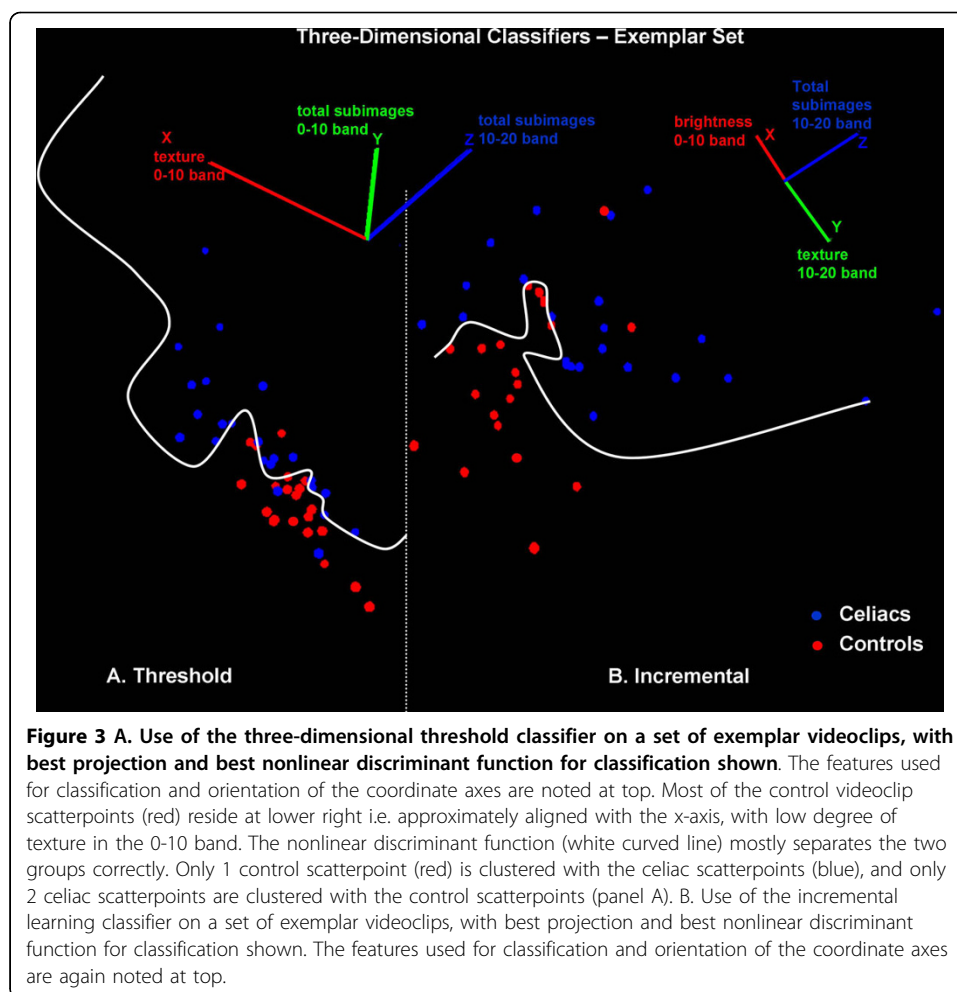 Three-Dimensional Classifiers – Exemplar Set
X
texture
0-10 band
total subimages
0-10 band
Y
total subimages
10-20 band
Z
brightness
0-10 band
X
Total
subimages
10-20 band
Z
Y
texture
10-20 band
Celiacs
Controls
A. Threshold
B. Incremental
Figure 3 A. Use of the three-dimensional threshold classifier on a set of exemplar videoclips, with
best projection and best nonlinear discriminant function for classification shown. The features used
for classification and orientation of the coordinate axes are noted at top. Most of the control videoclip
scatterpoints (red) reside at lower right i.e. approximately aligned with the x-axis, with low degree of
texture in the 0-10 band. The nonlinear discriminant function (white curved line) mostly separates the two
groups correctly. Only 1 control scatterpoint (red) is clustered with the celiac scatterpoints (blue), and only
2 celiac scatterpoints are clustered with the control scatterpoints (panel A). B. Use of the incremental
learning classifier on a set of exemplar videoclips, with best projection and best nonlinear discriminant
function for classification shown. The features used for classification and orientation of the coordinate axes
are again noted at top.